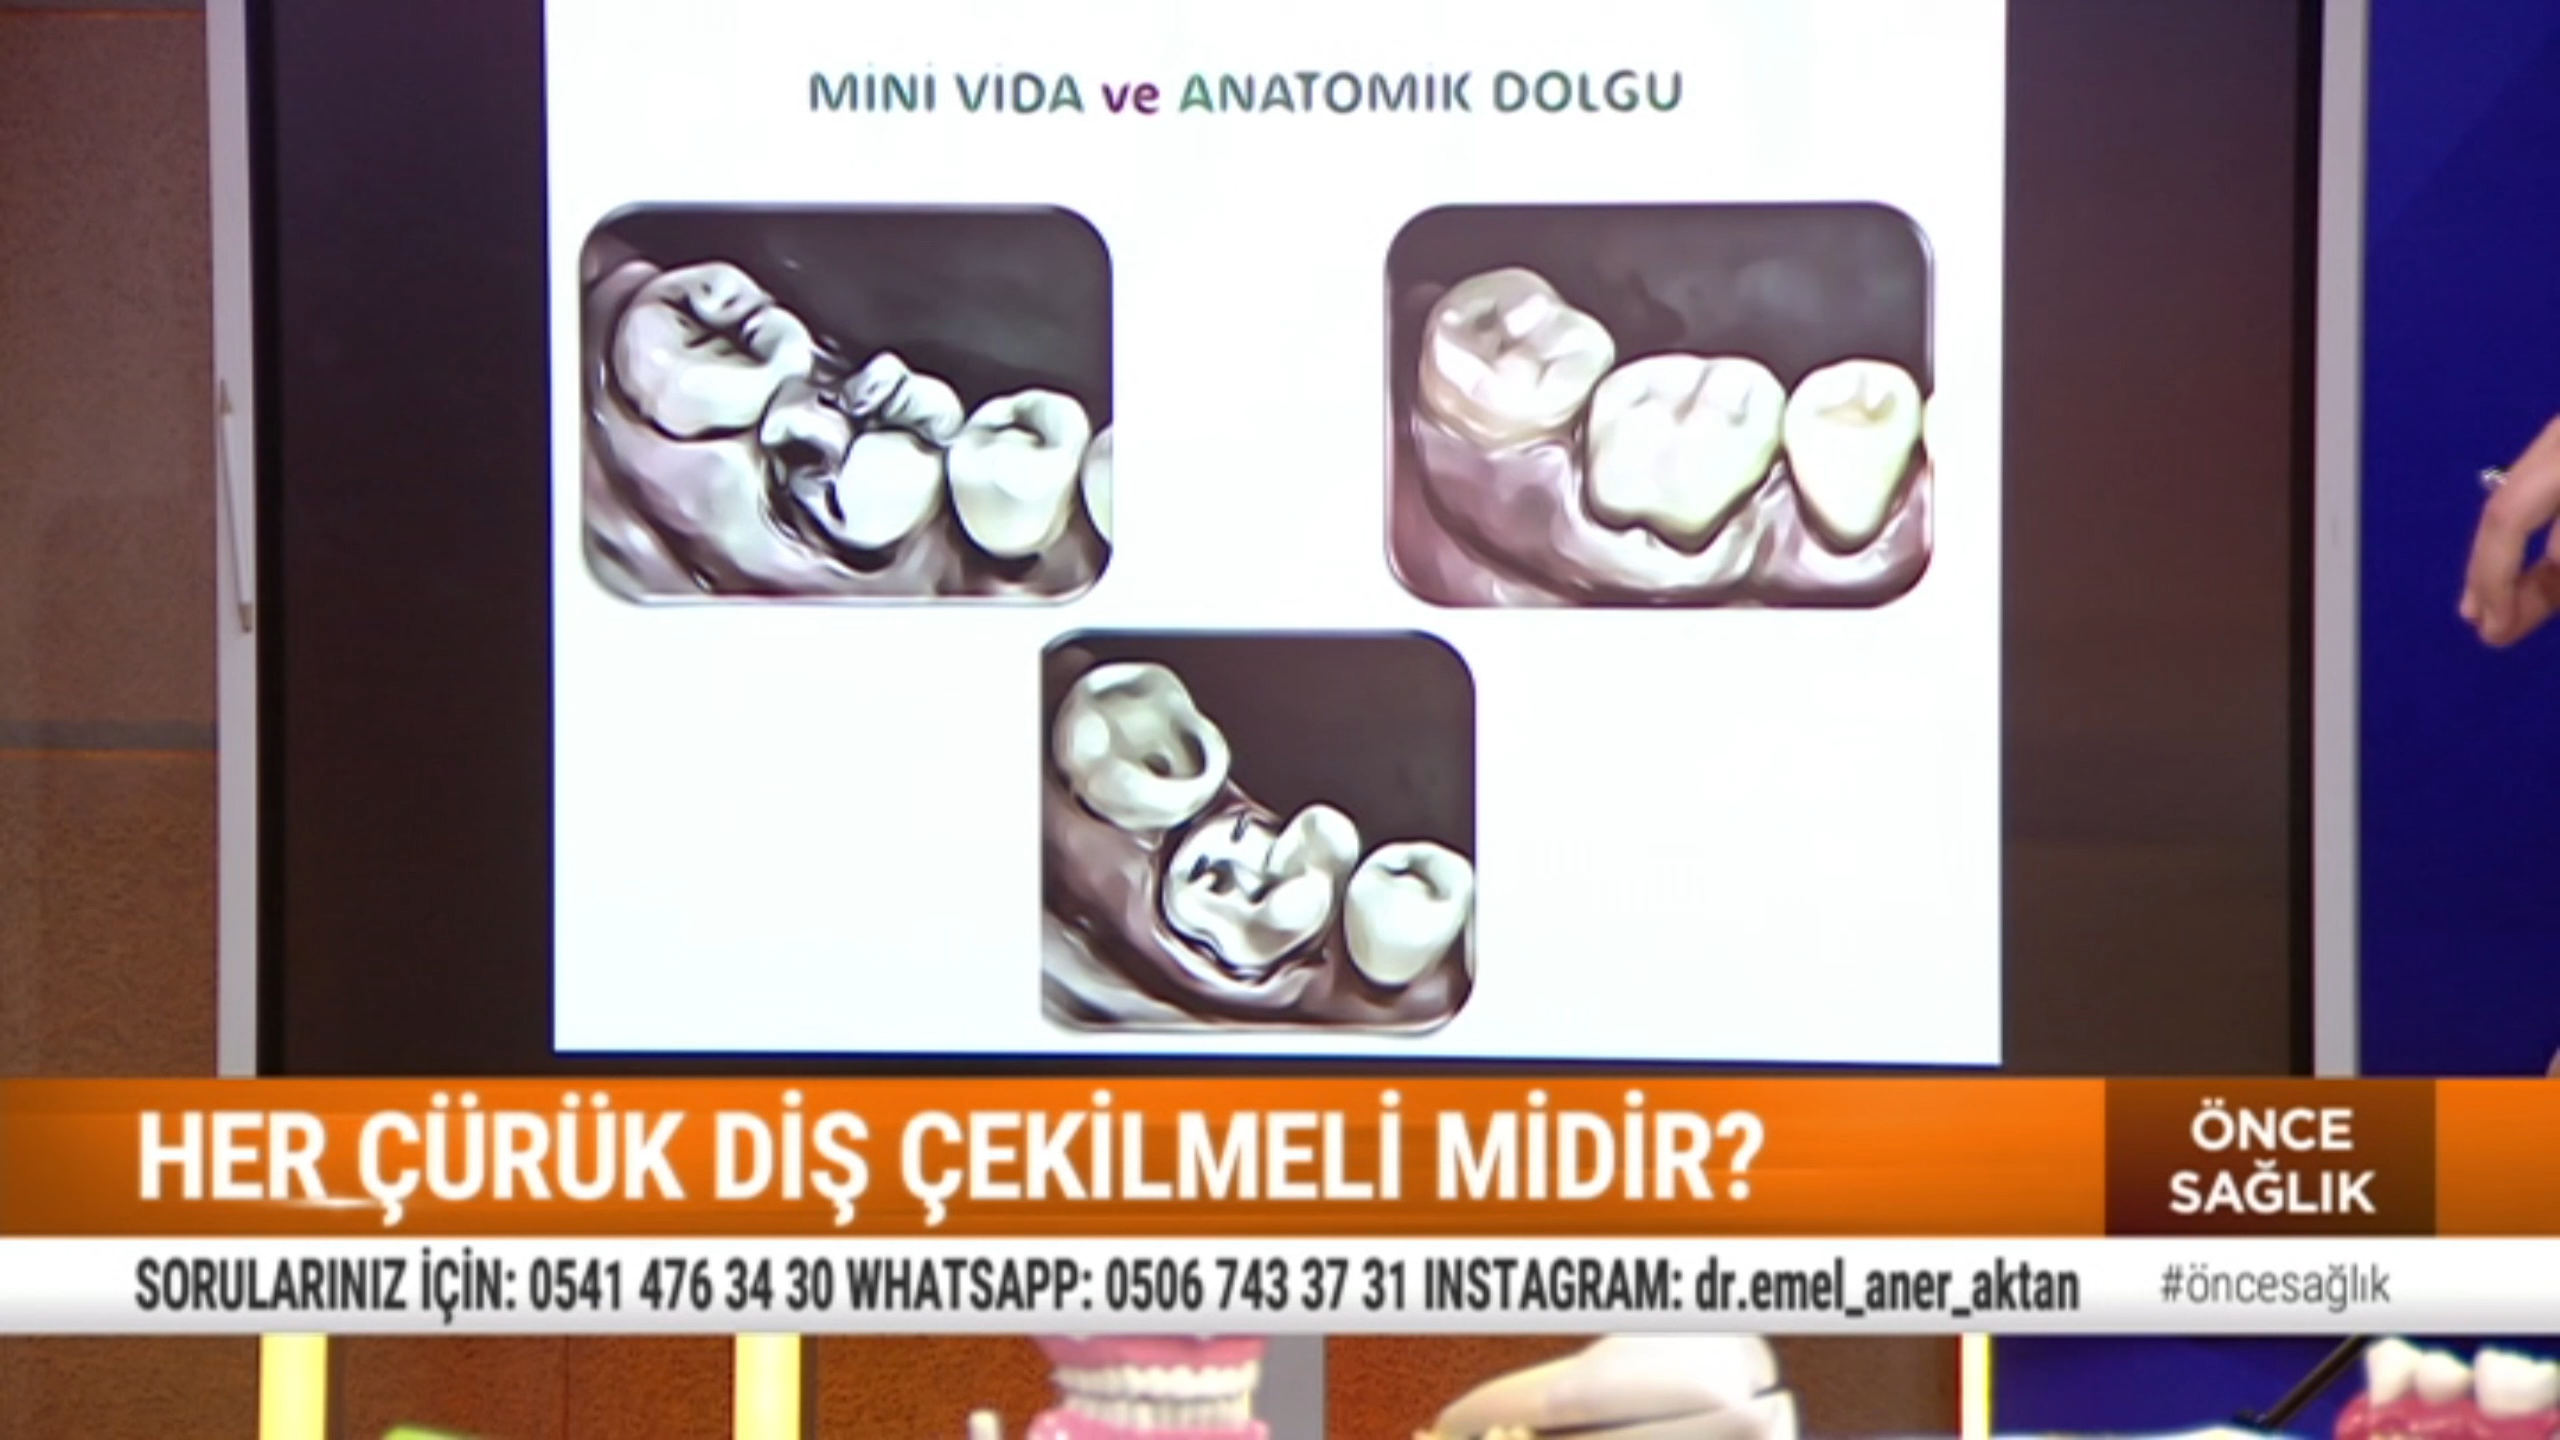 MİNİ VİDA ve ANATOMİK DOLGU
HER ÇÜRÜK DİŞ ÇEKİLMELİ MİDİR?
ÖNCE
SAĞLIK
SORULARINIZ İÇİN: 0541 476 34 30 WHATSAPP: 0506 743 37 31 INSTAGRAM: dr.emel_aner_aktan
#öncesağlık